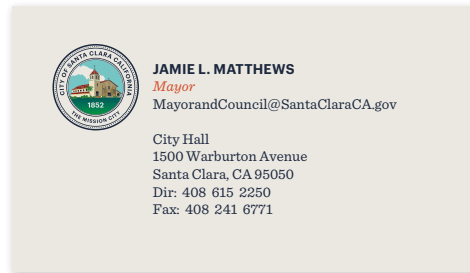 CITY OF SANTA CLARA CALIFORNIA
1852
THE MISSION CITY
JAMIE L. MATTHEWS
Mayor
MayorandCouncil@SantaClaraCA.gov
City Hall
1500 Warburton Avenue
Santa Clara, CA 95050
Dir: 408 615 2250
Fax: 408 241 6771